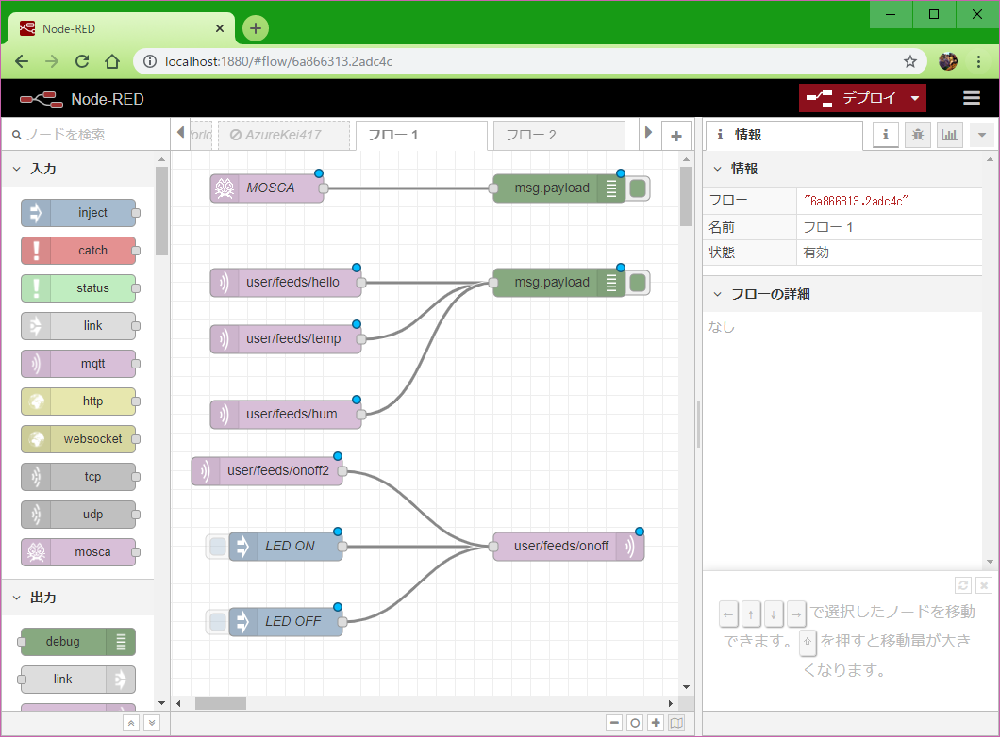 Node-RED
localhost:1880/#flow/6a866313.2adc4c
Node-RED
デプロイ
ノードを検索
AzureKei417
フロー 1
フロー 2
情報
入力
inject
catch
status
link
mqtt
http
websocket
tcp
udp
mosca
出力
debug
link
MOSCA
msg.payload
user/feeds/hello
msg.payload
user/feeds/temp
user/feeds/hum
user/feeds/onoff2
LED ON
user/feeds/onoff
LED OFF
情報
フロー "6a866313.2adc4c"
名前 フロー 1
状態 有効
フローの詳細
なし
← ↑ ↓ → で選択したノードを移動
できます。⇧ を押すと移動量が大き
くなります。